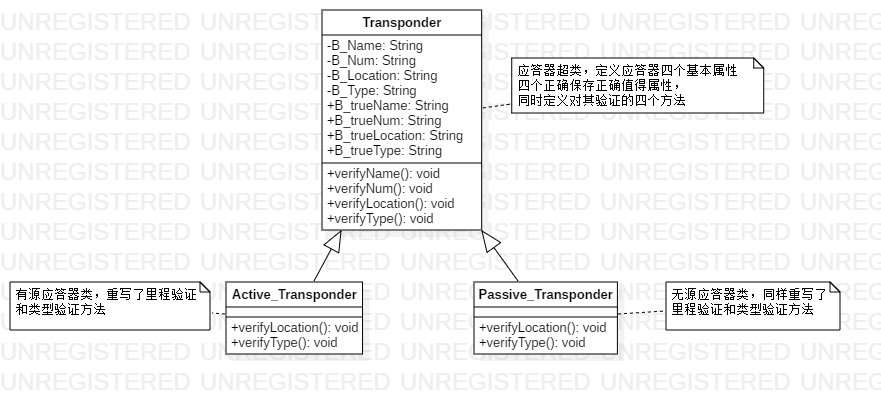 Transponder
-B_Name: String
-B_Num: String
-B_Location: String
-B_Type: String
+B_trueName: String
+B_trueNum: String
+B_trueLocation: String
+B_trueType: String
+verifyName(): void
+verifyNum(): void
+verifyLocation(): void
+verifyType(): void
应答器超类，定义应答器四个基本属性
四个正确保存正确值得属性，
同时定义对其验证的四个方法
有源应答器类，重写了里程验证
和类型验证方法
Active_Transponder
+verifyLocation(): void
+verifyType(): void
Passive_Transponder
+verifyLocation(): void
+verifyType(): void
无源应答器类，同样重写了
里程验证和类型验证方法
UNREGISTERED UNREGISTERED UNREGISTERED UNREGISTERED UNREGISTERED